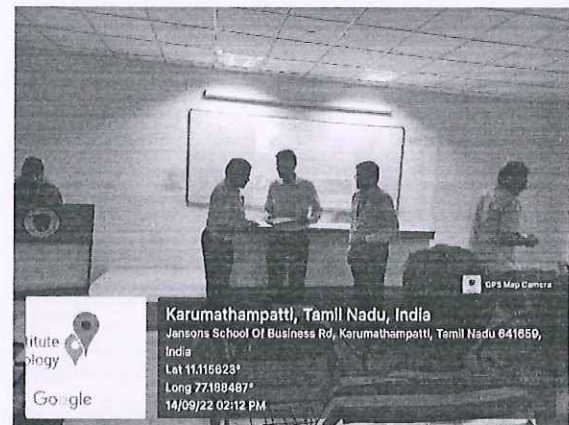 GPS Map Camera
itute
ology
Google
Karumathampatti, Tamil Nadu, India
Jansons School Of Business Rd, Karumathampatti, Tamil Nadu 641659,
India
Lat 11.115623°
Long 77.188487°
14/09/22 02:12 PM